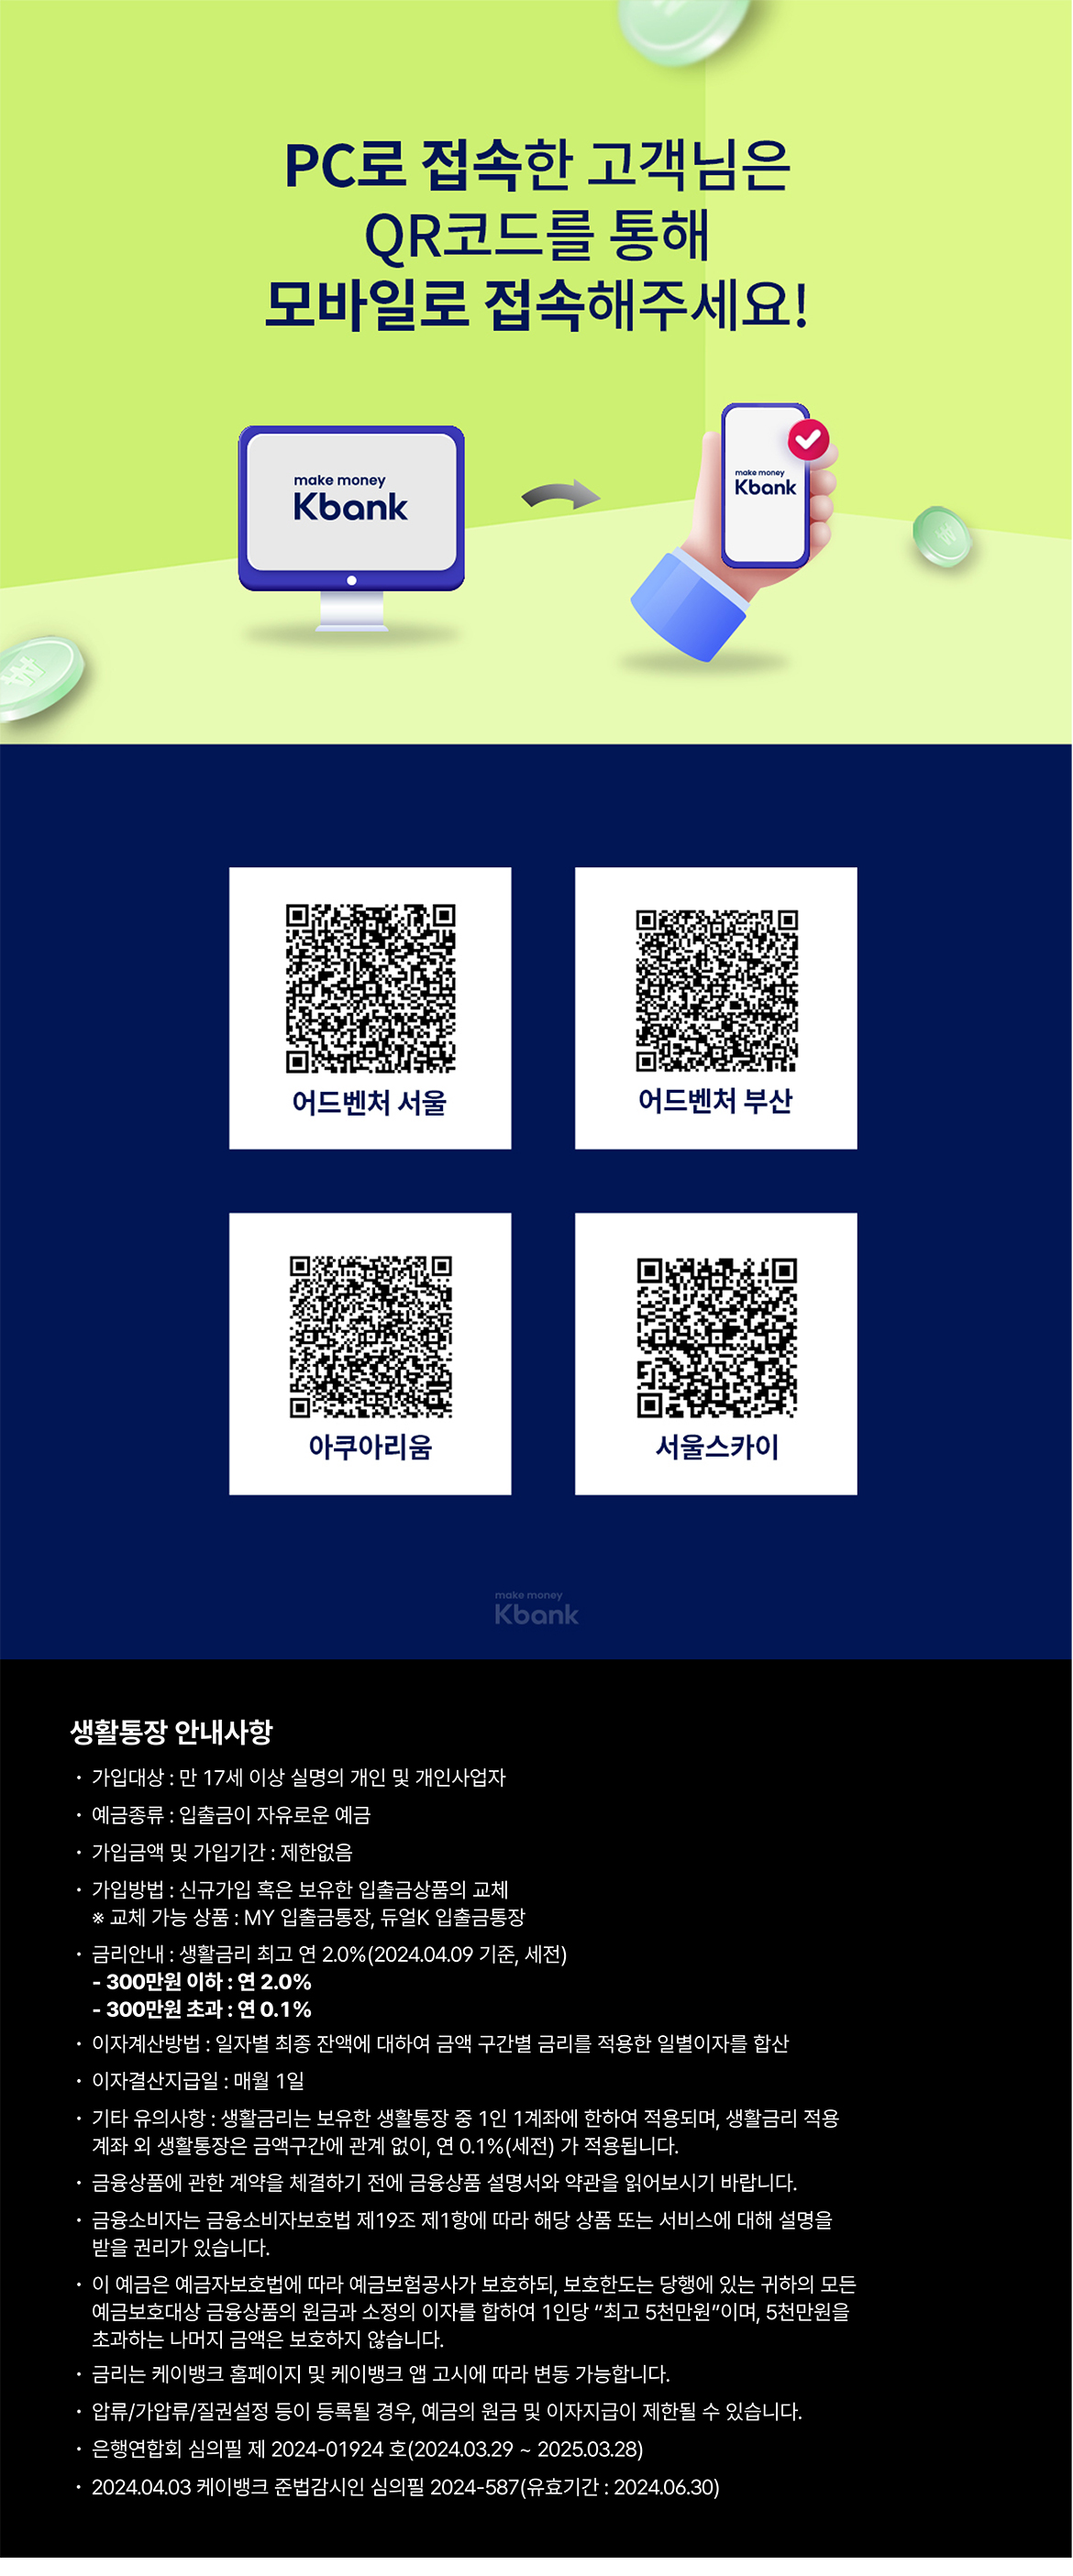 PC로 접속한 고객님은
QR코드를 통해
모바일로 접속해주세요!
make money
Kbank
make money
Kbank
어드벤처 서울
어드벤처 부산
아쿠아리움
서울스카이
make money
Kbank
생활통장 안내사항
· 가입대상 : 만 17세 이상 실명의 개인 및 개인사업자
· 예금종류 : 입출금이 자유로운 예금
· 가입금액 및 가입기간 : 제한없음
· 가입방법 : 신규가입 혹은 보유한 입출금상품의 교체
※ 교체 가능 상품 : MY 입출금통장, 듀얼K 입출금통장
· 금리안내 : 생활금리 최고 연 2.0%(2024.04.09 기준, 세전)
- 300만원 이하 : 연 2.0%
- 300만원 초과 : 연 0.1%
· 이자계산방법 : 일자별 최종 잔액에 대하여 금액 구간별 금리를 적용한 일별이자를 합산
· 이자결산지급일 : 매월 1일
· 기타 유의사항 : 생활금리는 보유한 생활통장 중 1인 1계좌에 한하여 적용되며, 생활금리 적용
계좌 외 생활통장은 금액구간에 관계 없이, 연 0.1%(세전) 가 적용됩니다.
· 금융상품에 관한 계약을 체결하기 전에 금융상품 설명서와 약관을 읽어보시기 바랍니다.
· 금융소비자는 금융소비자보호법 제19조 제1항에 따라 해당 상품 또는 서비스에 대해 설명을
받을 권리가 있습니다.
· 이 예금은 예금자보호법에 따라 예금보험공사가 보호하되, 보호한도는 당행에 있는 귀하의 모든
예금보호대상 금융상품의 원금과 소정의 이자를 합하여 1인당 “최고 5천만원”이며, 5천만원을
초과하는 나머지 금액은 보호하지 않습니다.
· 금리는 케이뱅크 홈페이지 및 케이뱅크 앱 고시에 따라 변동 가능합니다.
· 압류/가압류/질권설정 등이 등록될 경우, 예금의 원금 및 이자지급이 제한될 수 있습니다.
· 은행연합회 심의필 제 2024-01924 호(2024.03.29 ~ 2025.03.28)
· 2024.04.03 케이뱅크 준법감시인 심의필 2024-587(유효기간 : 2024.06.30)